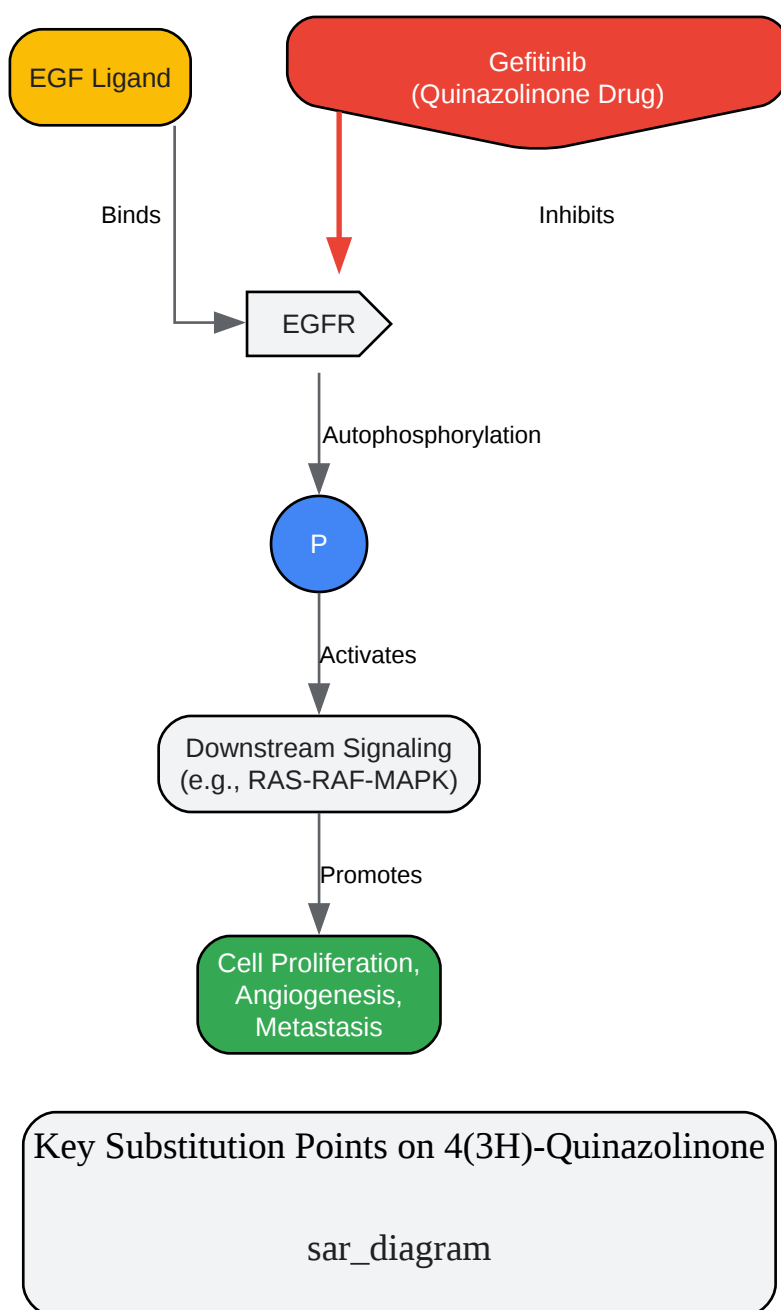 EGF Ligand
Gefitinib
(Quinazolinone Drug)
Binds
Inhibits
EGFR
Autophosphorylation
P
Activates
Downstream Signaling
(e.g., RAS-RAF-MAPK)
Promotes
Cell Proliferation,
Angiogenesis,
Metastasis
Key Substitution Points on 4(3H)-Quinazolinone
sar_diagram